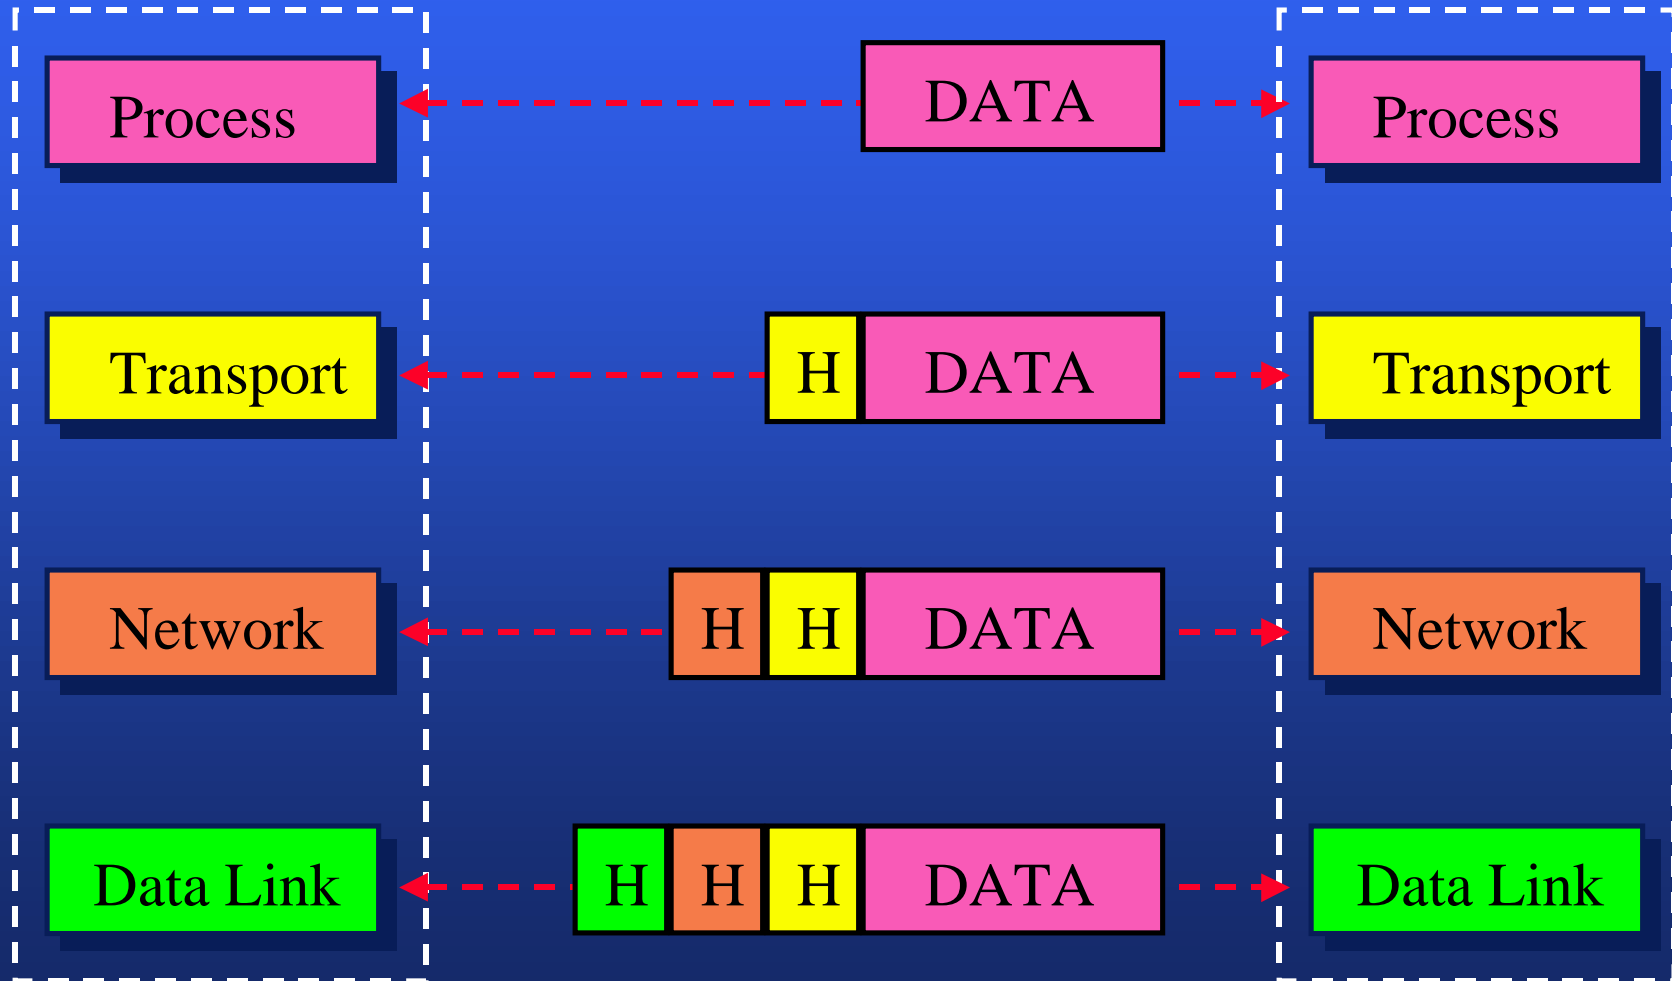 Process DATA Process
Transport H DATA Transport
Network H H DATA Network
Data Link H H H DATA Data Link